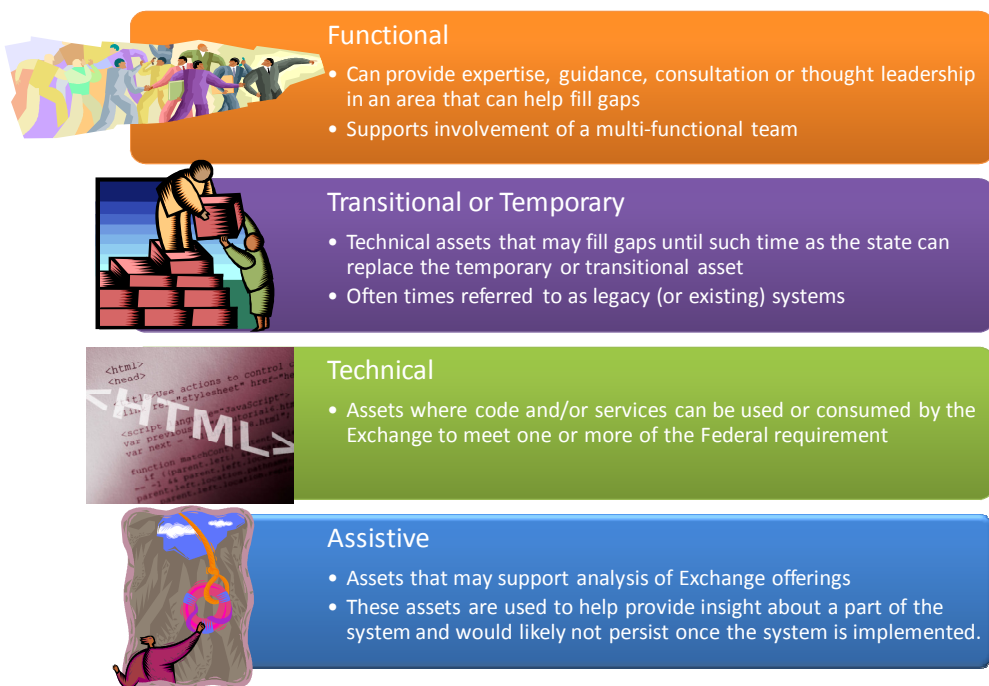 Functional
• Can provide expertise, guidance, consultation or thought leadership
in an area that can help fill gaps
• Supports involvement of a multi-functional team
Transitional or Temporary
• Technical assets that may fill gaps until such time as the state can
replace the temporary or transitional asset
• Often times referred to as legacy (or existing) systems
<html>
<head>
<HTML>
Technical
• Assets where code and/or services can be used or consumed by the
Exchange to meet one or more of the Federal requirement
Assistive
• Assets that may support analysis of Exchange offerings
• These assets are used to help provide insight about a part of the
system and would likely not persist once the system is implemented.